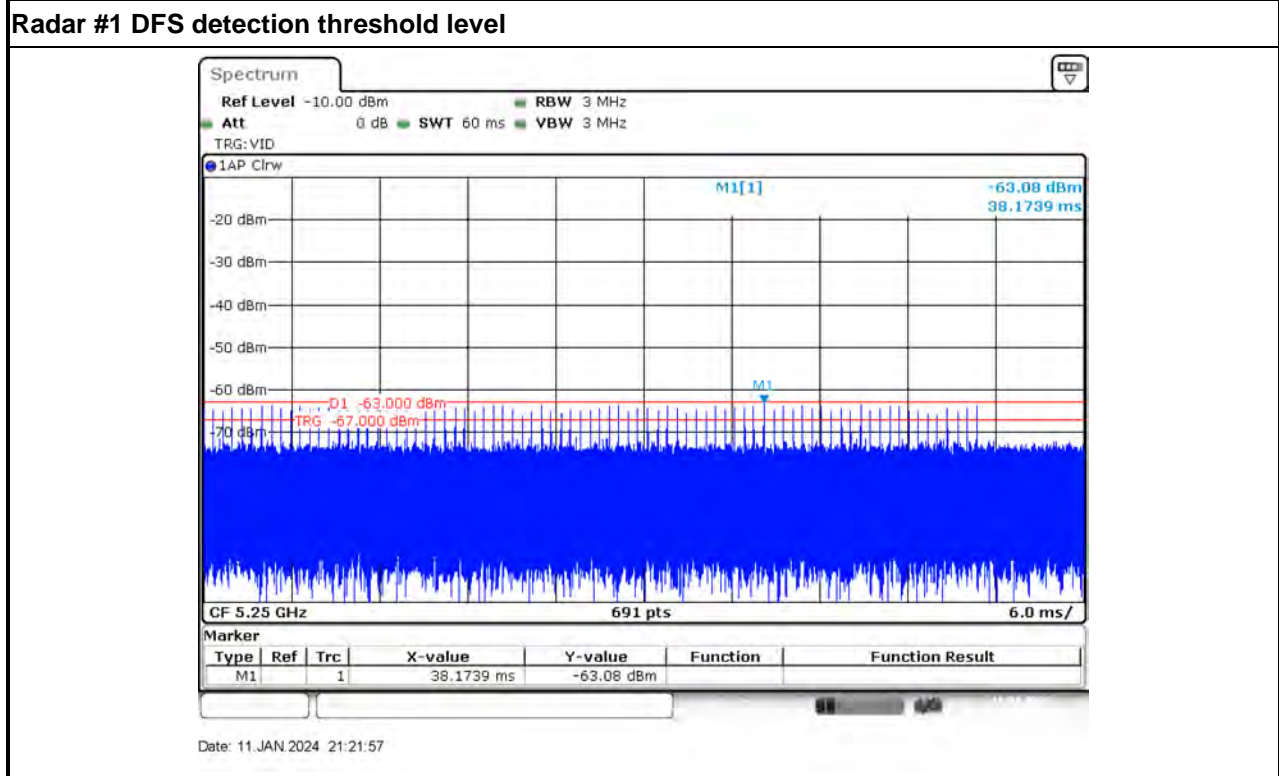 Radar #1 DFS detection threshold level
Spectrum
Ref Level -10.00 dBm RBW 3 MHz
Att 0 dB SWT 60 ms VBW 3 MHz
TRG: VID
1AP Clrw
M1[1] -63.08 dBm
38.1739 ms
-20 dBm
-30 dBm
-40 dBm
-50 dBm
-60 dBm
M1
D1 -63.000 dBm
TRG -67.000 dBm
-70 dBm
CF 5.25 GHz 691 pts 6.0 ms/
Marker
Type Ref Trc X-value Y-value Function Function Result
M1 1 38.1739 ms -63.08 dBm
Date: 11.JAN.2024 21:21:57